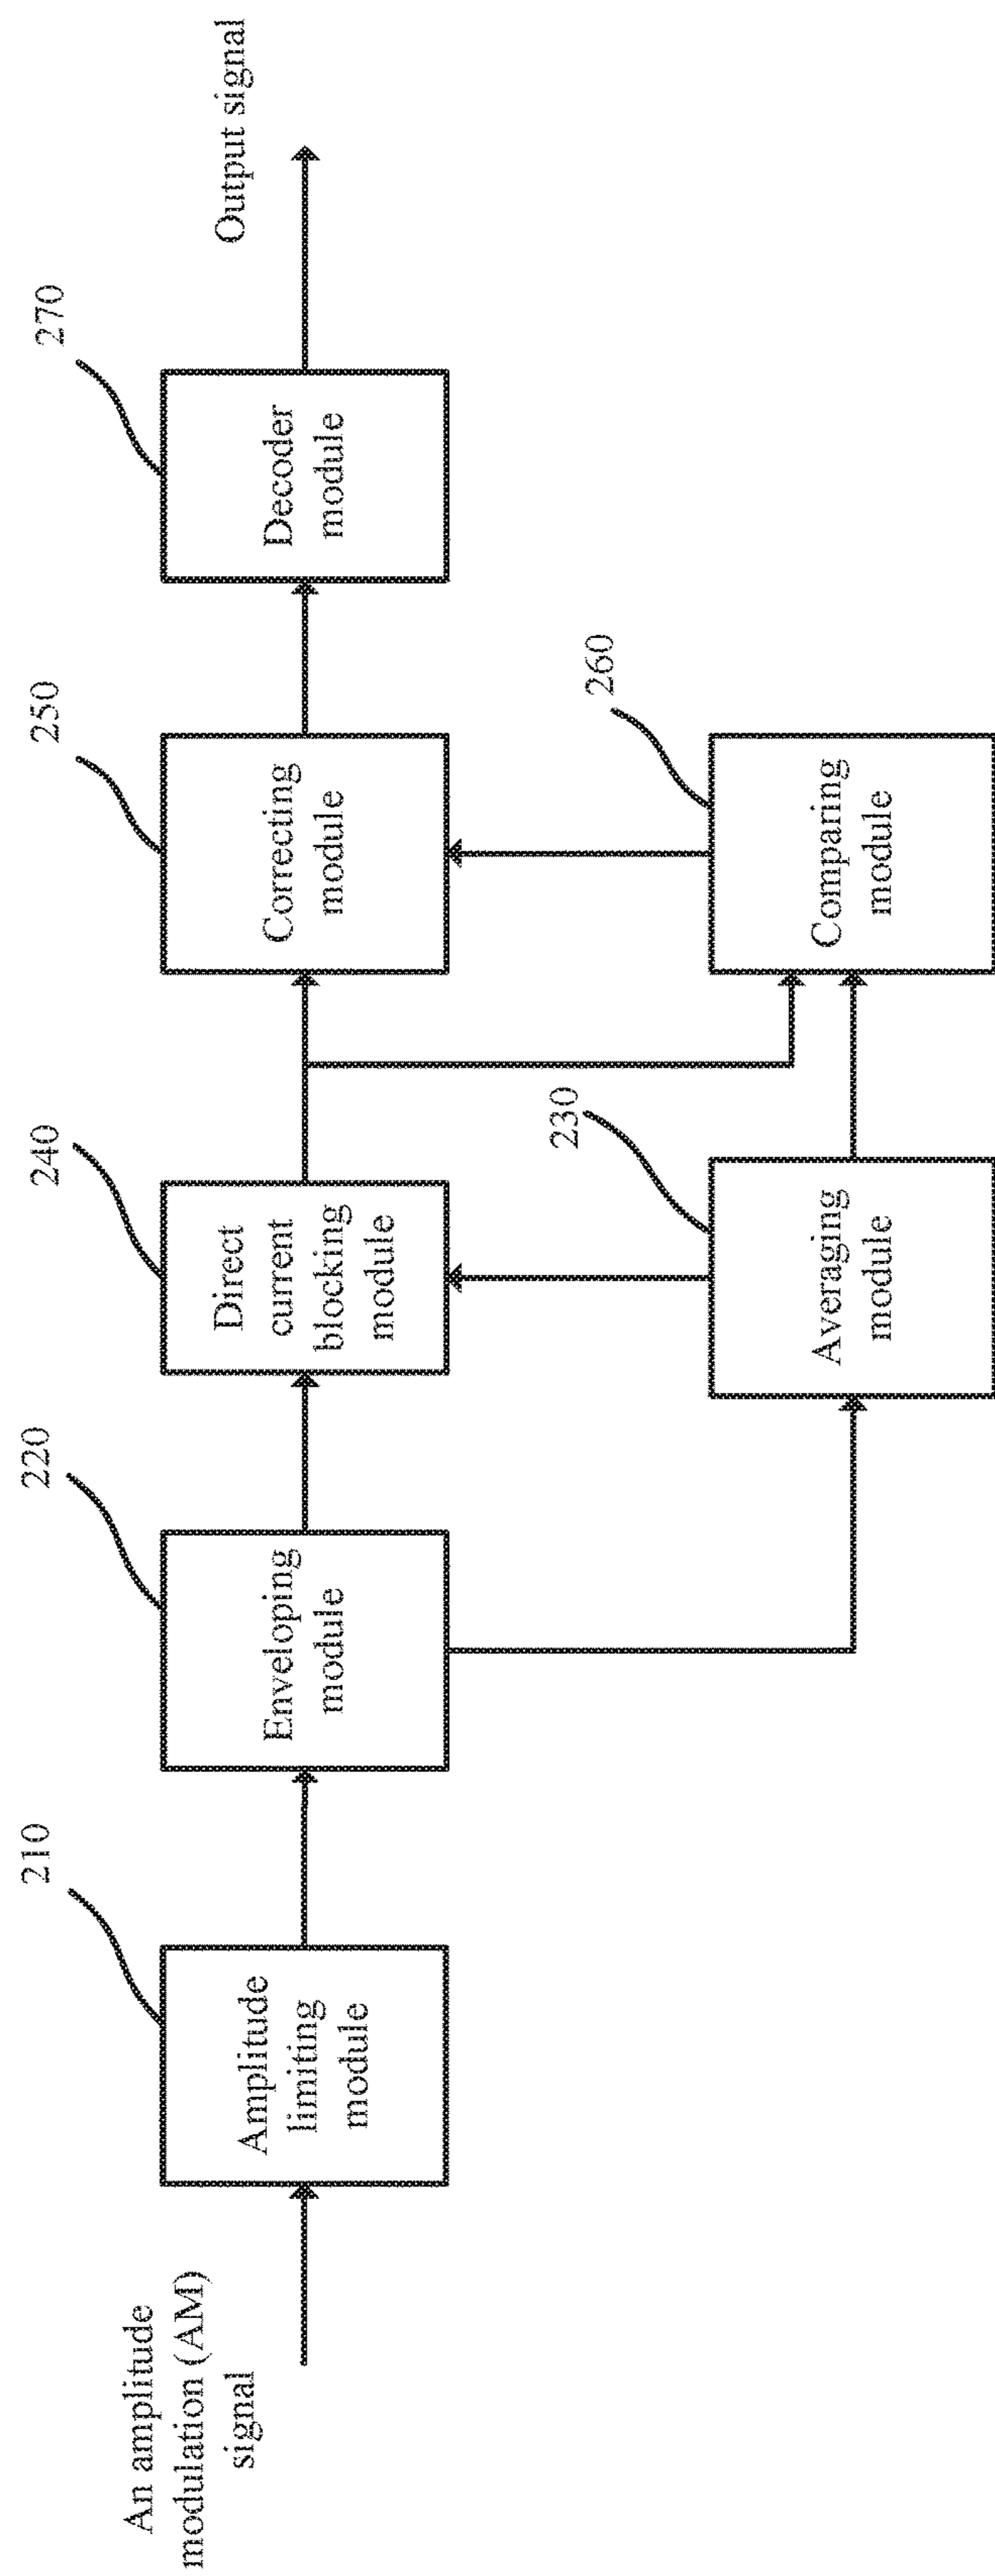 An amplitude
modulation (AM)
signal
210
Amplitude
limiting
module
220
Enveloping
module
240
Direct
current
blocking
module
230
Averaging
module
250
Correcting
module
260
Comparing
module
270
Decoder
module
Output signal